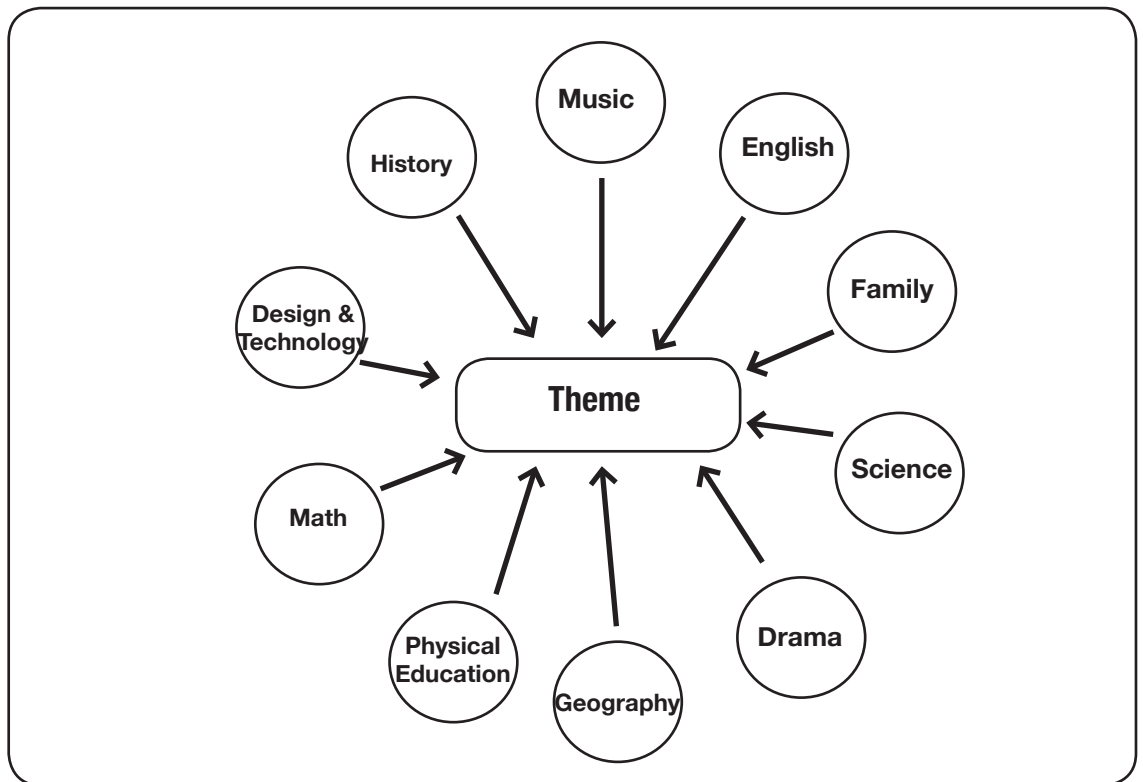 Music
English
History
Family
Design &
Technology
Theme
Science
Math
Drama
Physical
Education
Geography